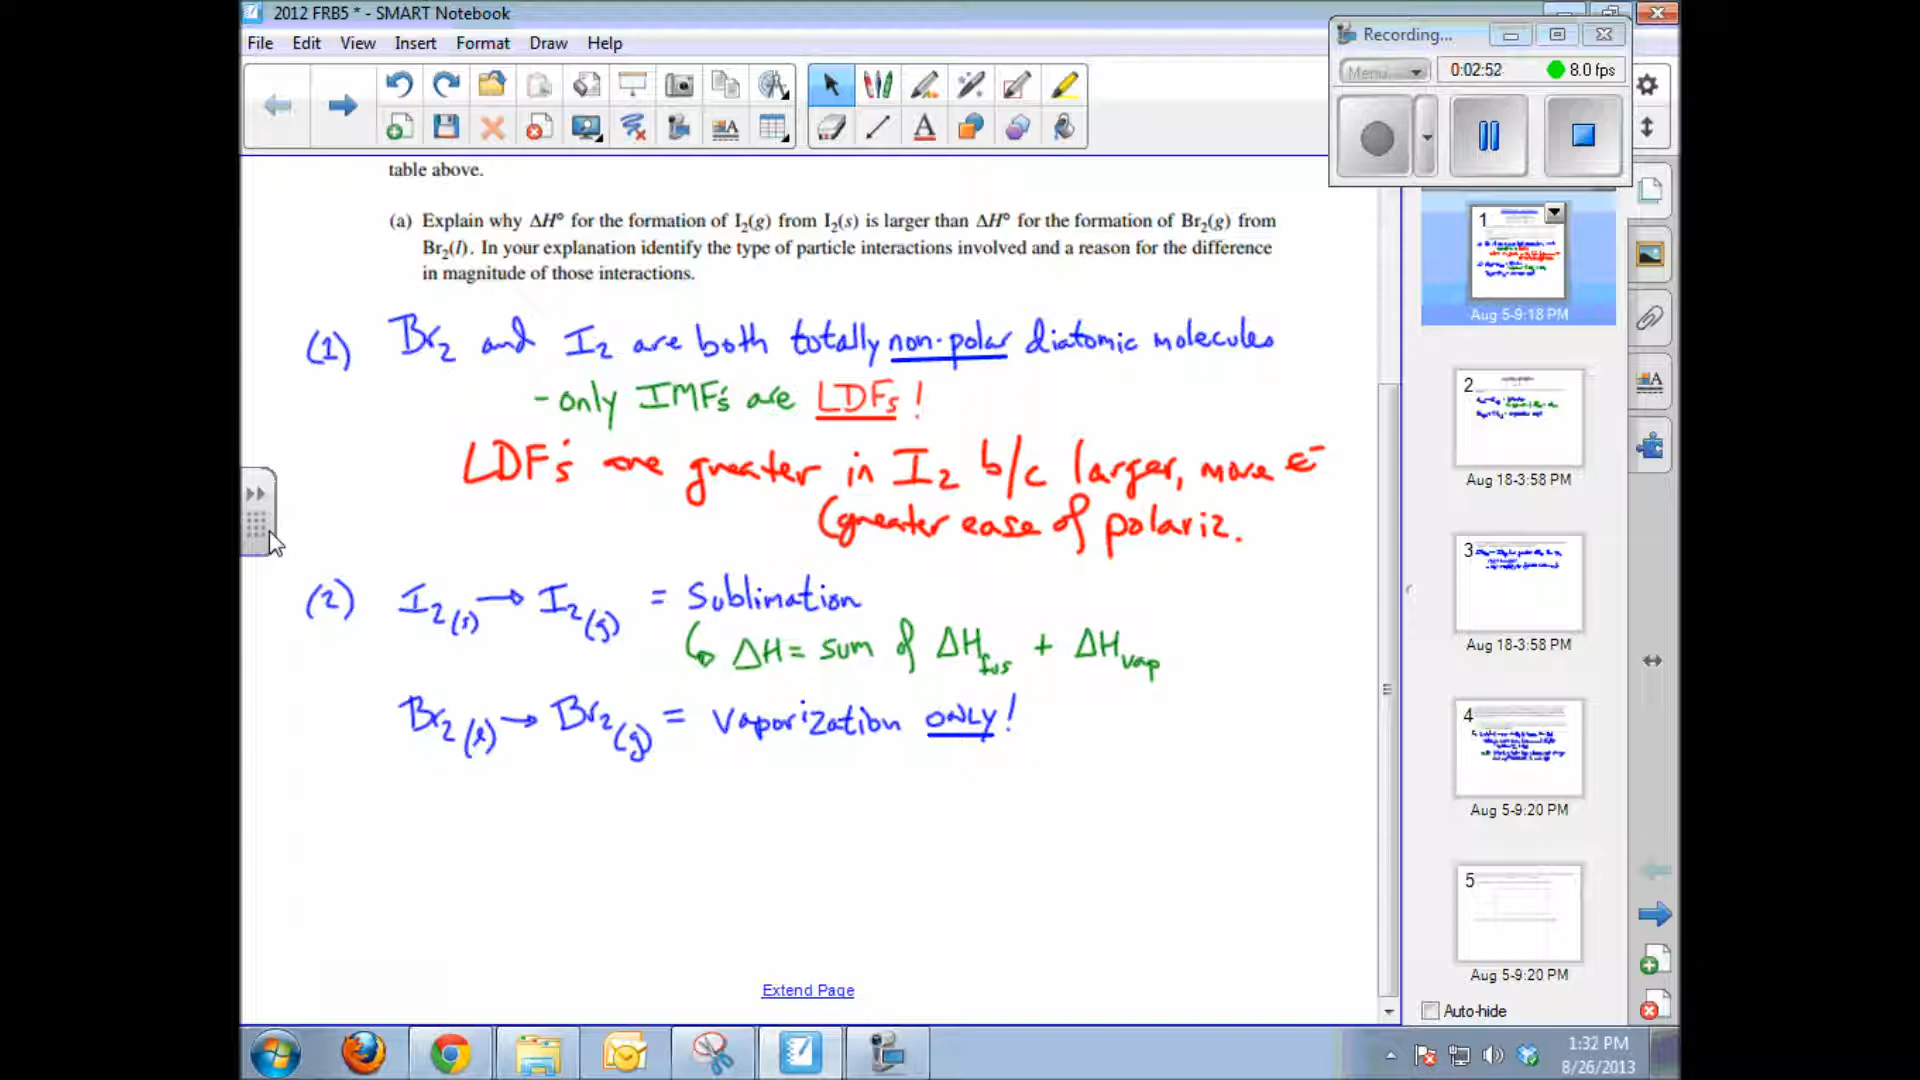 2012 FRB5 * - SMART Notebook
File Edit View Insert Format Draw Help
Recording...
Menu
0:02:52
8.0 fps
table above.
(a) Explain why ΔH° for the formation of I₂(g) from I₂(s) is larger than ΔH° for the formation of Br₂(g) from
Br₂(l). In your explanation identify the type of particle interactions involved and a reason for the difference
in magnitude of those interactions.
(1) Br₂ and I₂ are both totally non-polar diatomic molecules
- only IMF's are LDFs!
LDF's are greater in I₂ b/c larger, more e⁻
(greater ease of polariz.
(2) I₂(s) → I₂(g) = Sublimation
↳ ΔH = sum of ΔHfus + ΔHvap
Br₂(l) → Br₂(g) = Vaporization ONLY!
Extend Page
1
Aug 5-9:18 PM
2
Aug 18-3:58 PM
3
Aug 18-3:58 PM
4
Aug 5-9:20 PM
5
Aug 5-9:20 PM
Auto-hide
1:32 PM
8/26/2013